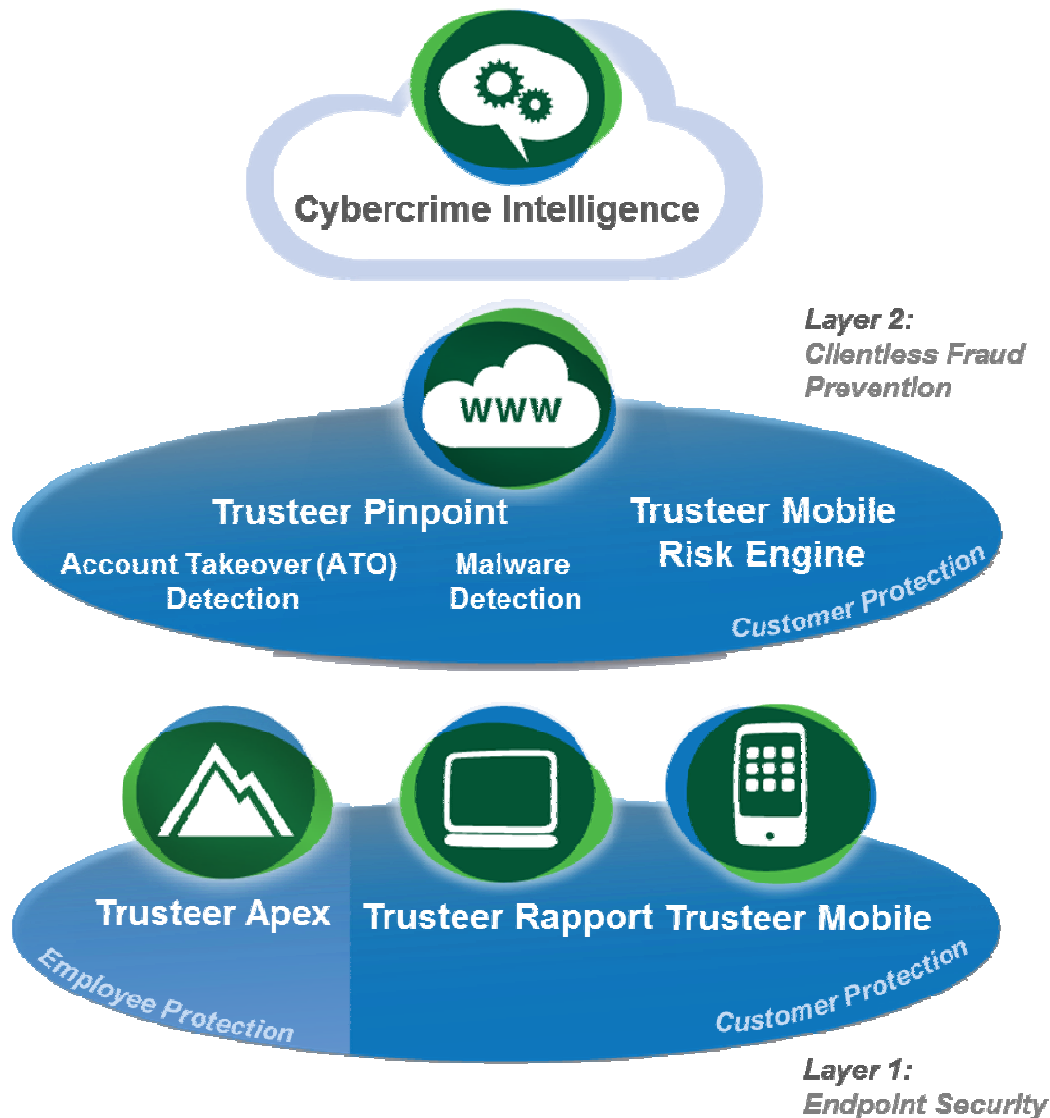 Cybercrime Intelligence
Layer 2:
Clientless Fraud
Prevention
WWW
Trusteer Pinpoint
Trusteer Mobile
Risk Engine
Account Takeover (ATO)
Detection
Malware
Detection
Customer Protection
Trusteer Apex
Trusteer Rapport
Trusteer Mobile
Employee Protection
Customer Protection
Layer 1:
Endpoint Security